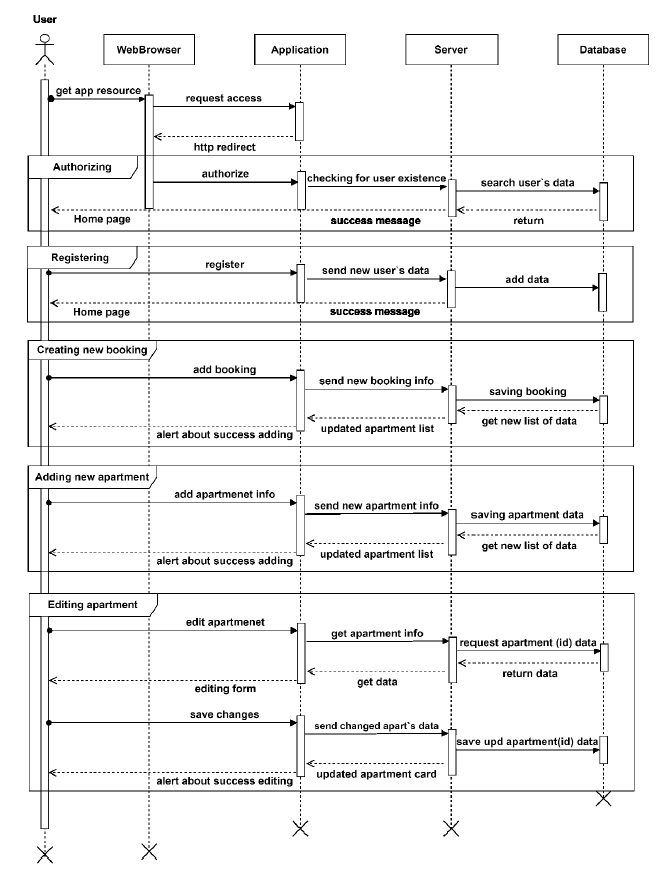 User
WebBrowser
Application
Server
Database
get app resource
request access
http redirect
Authorizing
authorize
checking for user existence
search user`s data
Home page
success message
return
Registering
register
send new user`s data
add data
Home page
success message
Creating new booking
add booking
send new booking info
saving booking
get new list of data
updated apartment list
alert about success adding
Adding new apartment
add apartmenet info
send new apartment info
saving apartment data
get new list of data
updated apartment list
alert about success adding
Editing apartment
edit apartmenet
get apartment info
request apartment (id) data
return data
get data
editing form
save changes
send changed apart`s data
save upd apartment(id) data
updated apartment card
alert about success editing